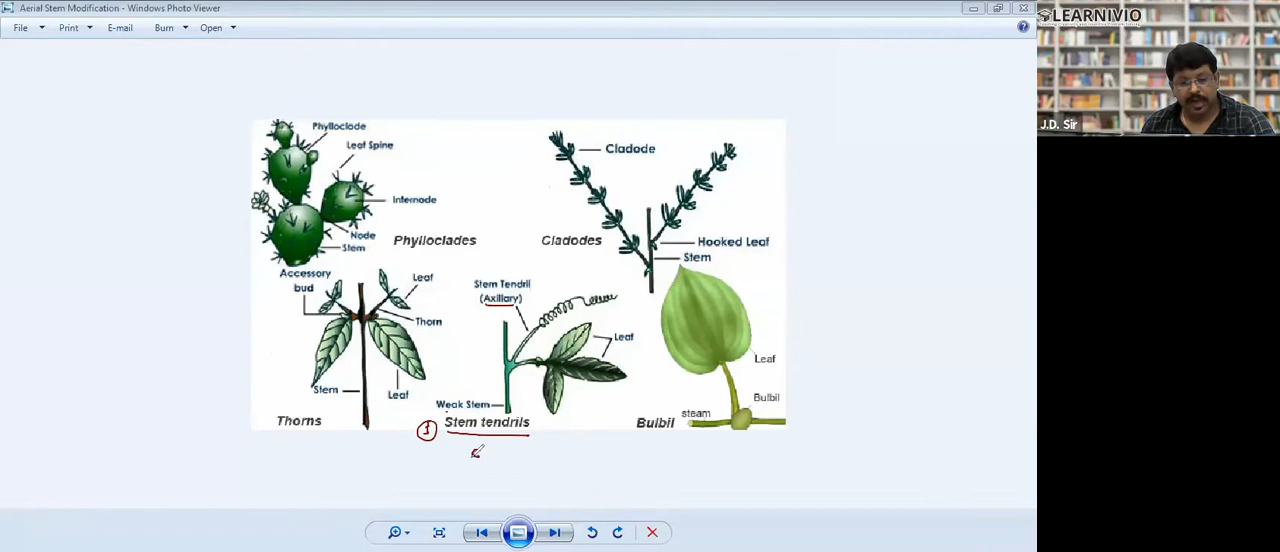 Aerial Stem Modification - Windows Photo Viewer
File Print E-mail Burn Open
LEARNIVIO
J.D. Sir
Phylloclade
Leaf Spine
Internode
Node
Stem
Phylloclades
Cladode
Cladodes
Hooked Leaf
Stem
Accessory
bud
Leaf
Thorn
Stem
Leaf
Thorns
Stem Tendril
(Axillary)
Leaf
Weak Stem
1 Stem tendrils
Leaf
Bulbil
steam
Bulbil